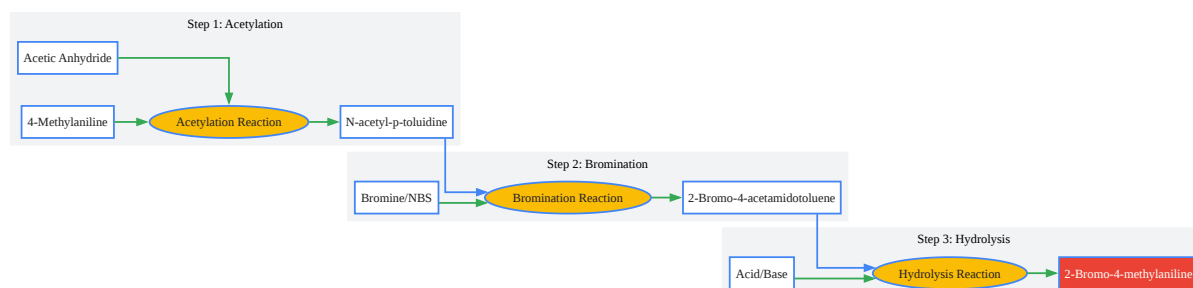 Step 1: Acetylation
Acetic Anhydride
4-Methylaniline
Acetylation Reaction
N-acetyl-p-toluidine
Step 2: Bromination
Bromine/NBS
Bromination Reaction
2-Bromo-4-acetamidotoluene
Step 3: Hydrolysis
Acid/Base
Hydrolysis Reaction
2-Bromo-4-methylaniline